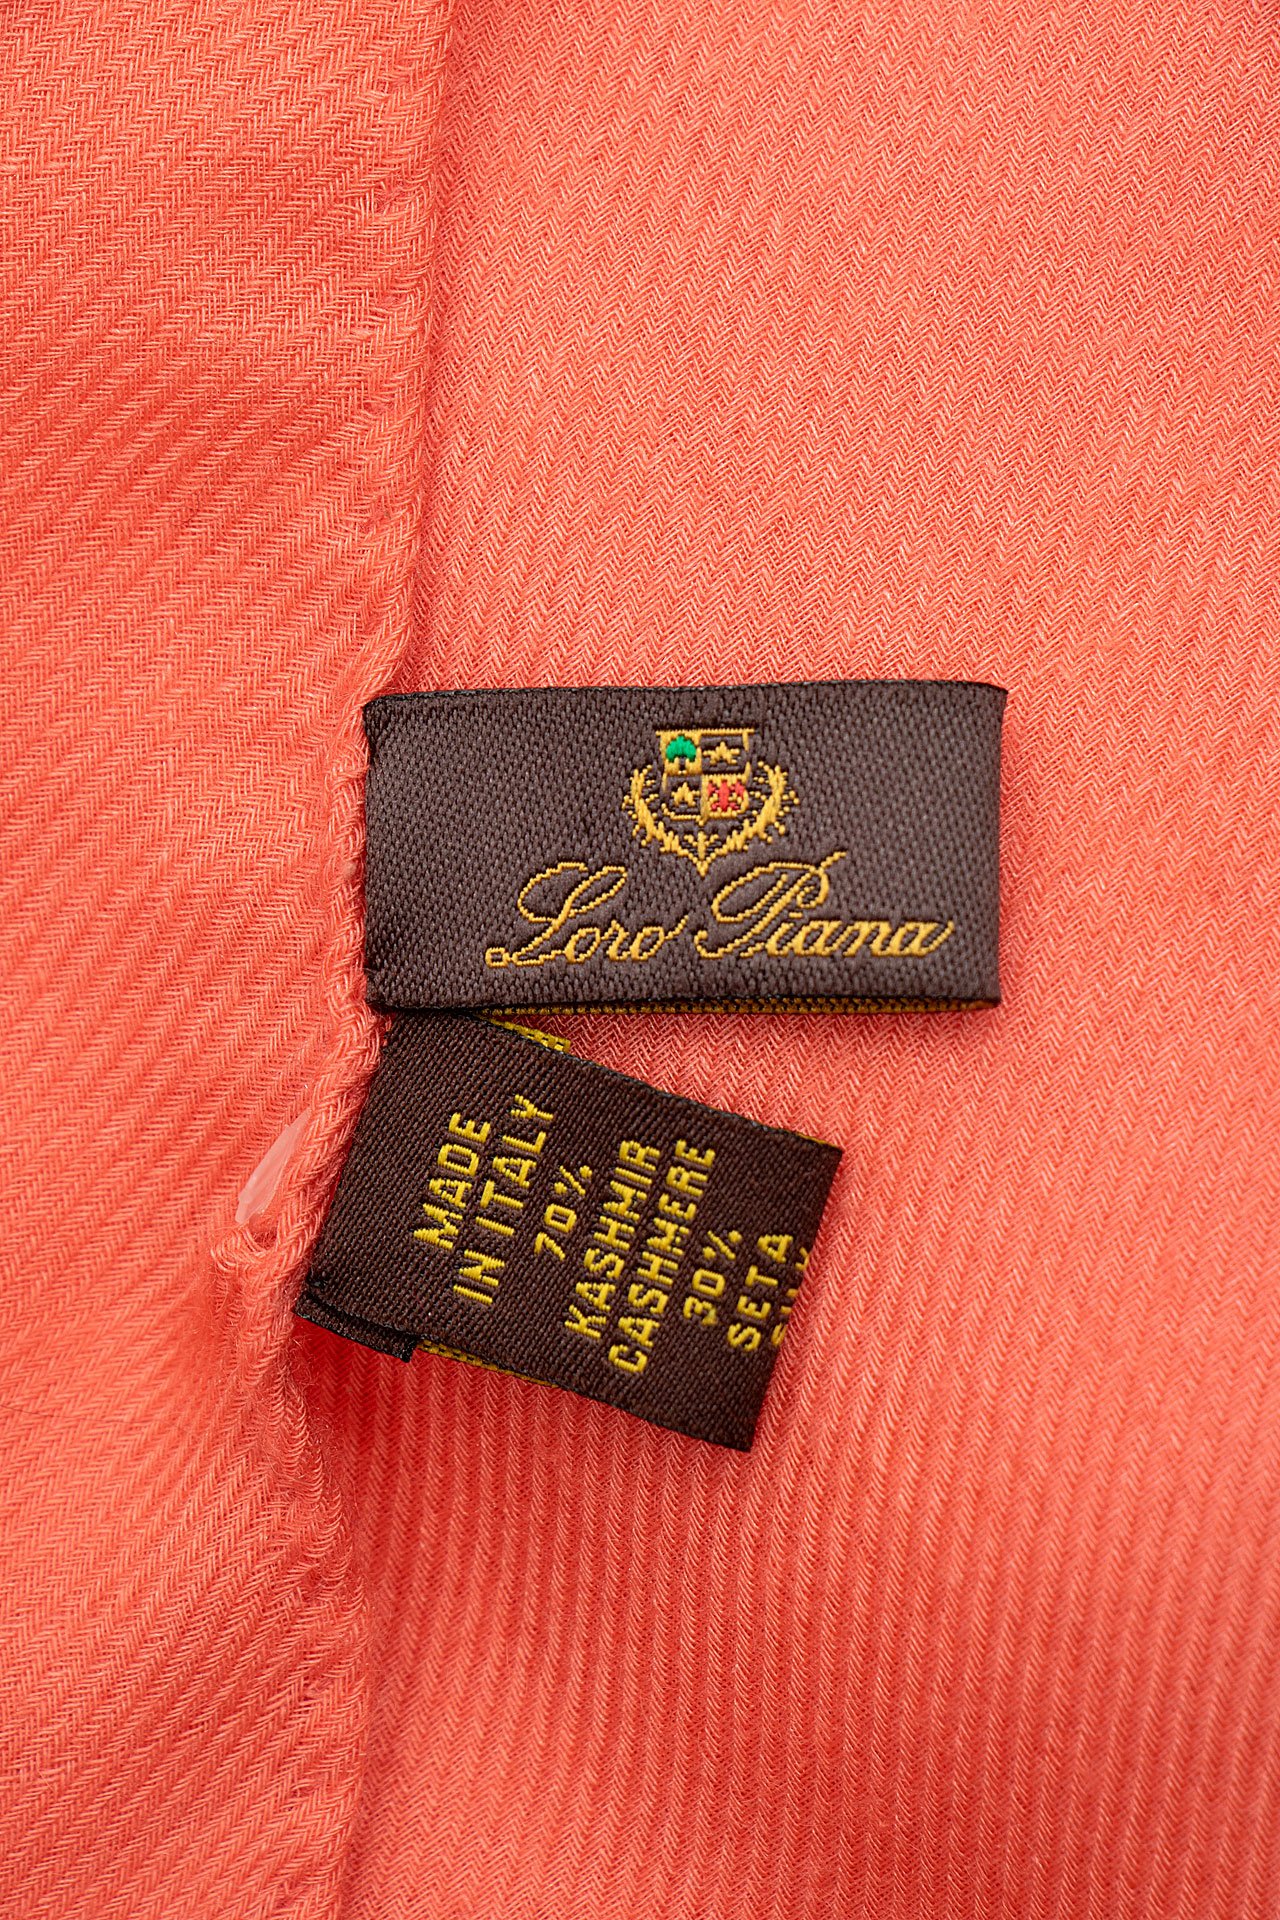 Loro Piana
MADE
IN ITALY
70%
KASHMIR
CASHMERE
30%
SETA